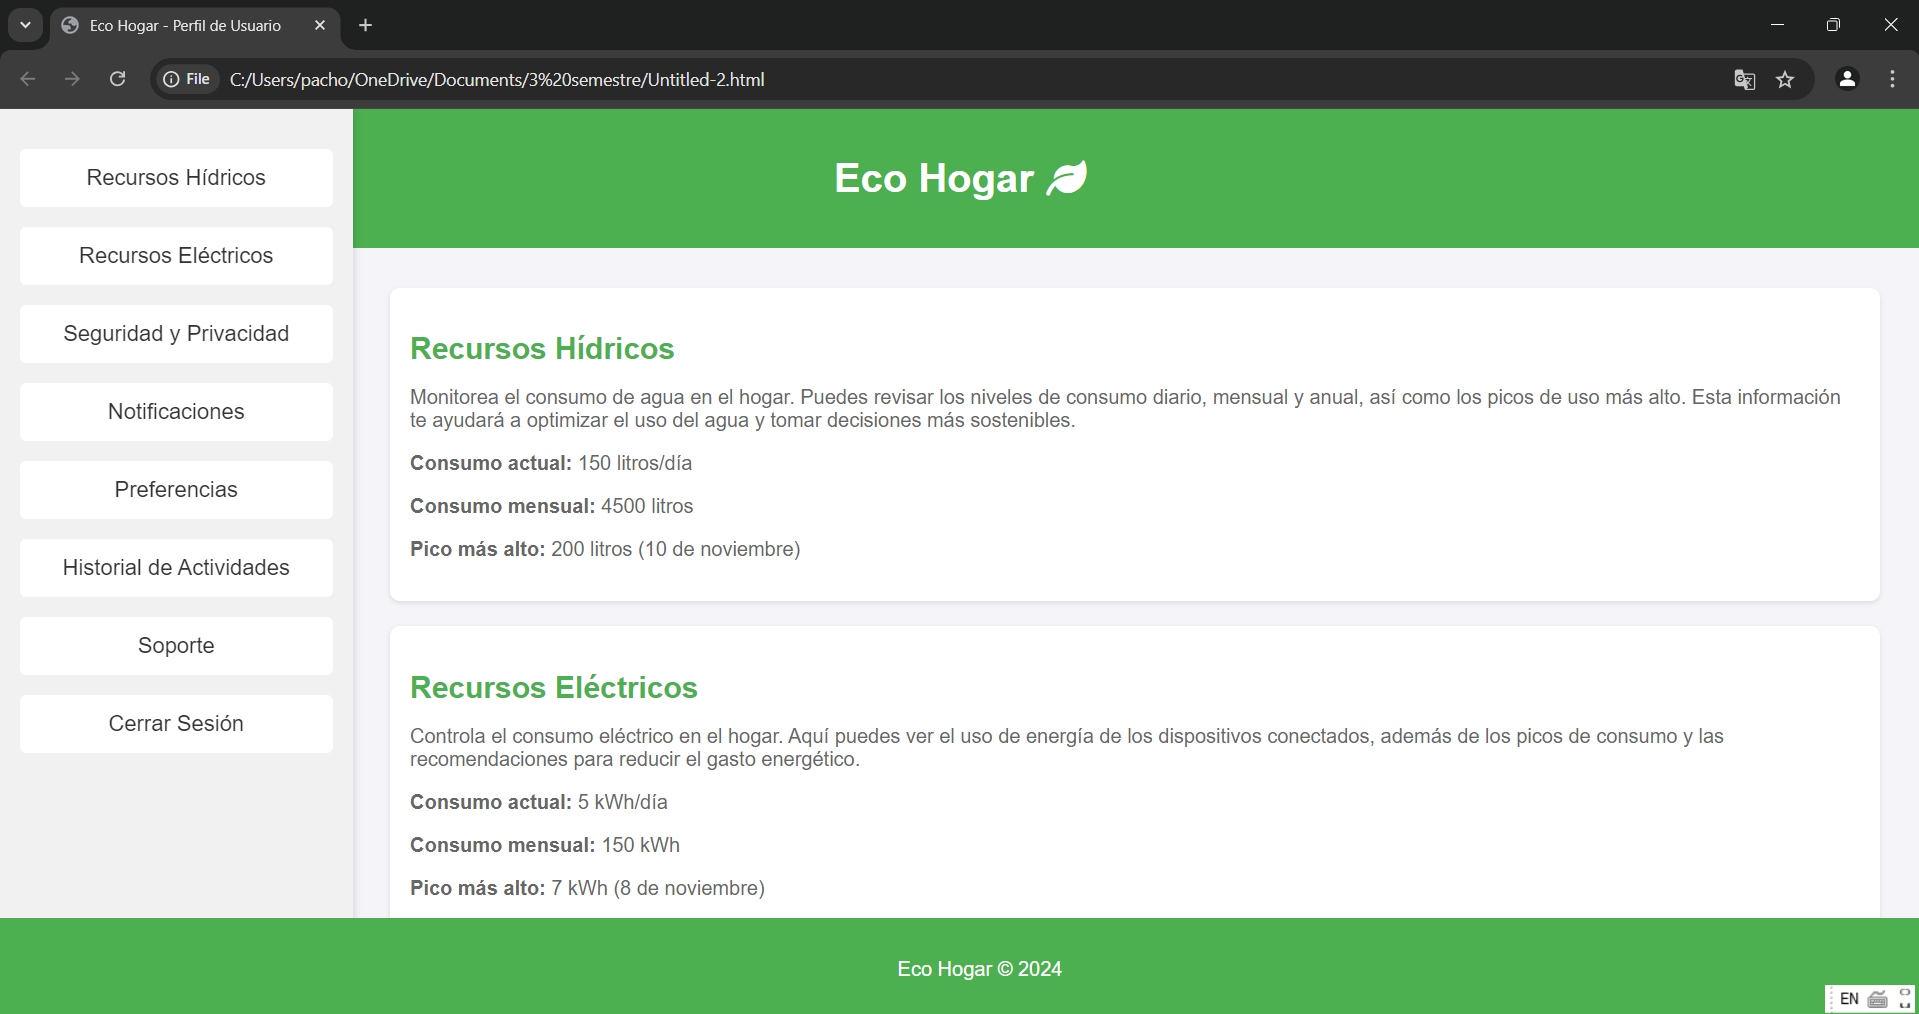 Eco Hogar - Perfil de Usuario
File
C:/Users/pacho/OneDrive/Documents/3%20semestre/Untitled-2.html
Recursos Hídricos
Recursos Eléctricos
Seguridad y Privacidad
Notificaciones
Preferencias
Historial de Actividades
Soporte
Cerrar Sesión
Eco Hogar
Recursos Hídricos
Monitorea el consumo de agua en el hogar. Puedes revisar los niveles de consumo diario, mensual y anual, así como los picos de uso más alto. Esta información
te ayudará a optimizar el uso del agua y tomar decisiones más sostenibles.
Consumo actual: 150 litros/día
Consumo mensual: 4500 litros
Pico más alto: 200 litros (10 de noviembre)
Recursos Eléctricos
Controla el consumo eléctrico en el hogar. Aquí puedes ver el uso de energía de los dispositivos conectados, además de los picos de consumo y las
recomendaciones para reducir el gasto energético.
Consumo actual: 5 kWh/día
Consumo mensual: 150 kWh
Pico más alto: 7 kWh (8 de noviembre)
Eco Hogar © 2024
EN